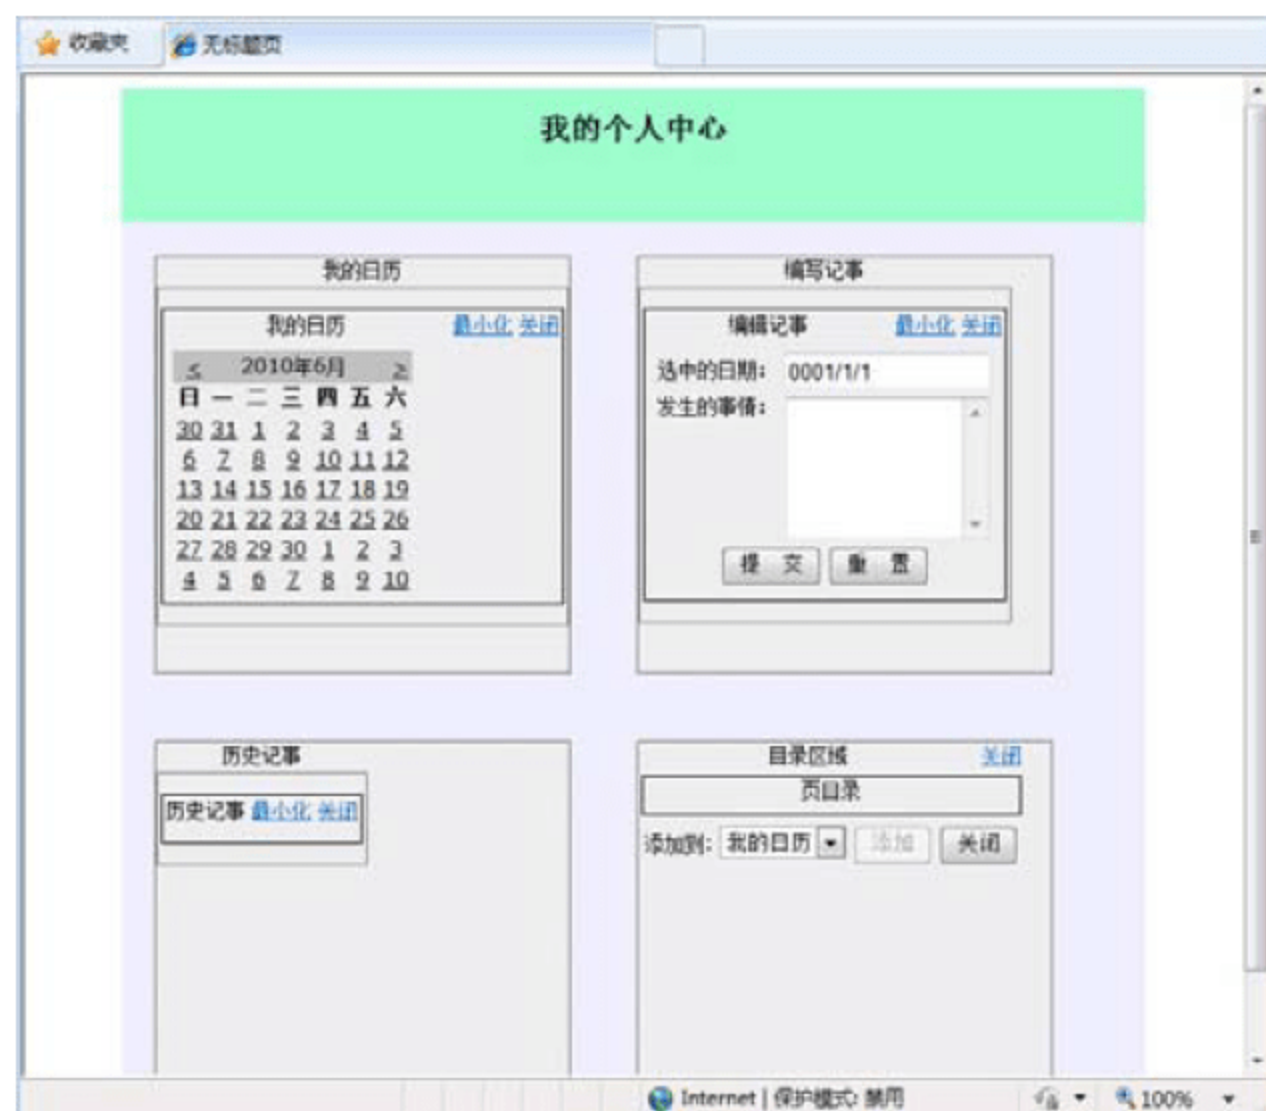 收藏夹 无标题页
我的个人中心
我的日历
我的日历 最小化 关闭
< 2010年6月 >
日 一 二 三 四 五 六
30 31 1 2 3 4 5
6 7 8 9 10 11 12
13 14 15 16 17 18 19
20 21 22 23 24 25 26
27 28 29 30 1 2 3
4 5 6 7 8 9 10
编写记事
编辑记事 最小化 关闭
选中的日期： 0001/1/1
发生的事情：
提 交 重 置
历史记事
历史记事 最小化 关闭
目录区域 关闭
页目录
添加到： 我的日历 添加 关闭
Internet | 保护模式: 禁用 100%